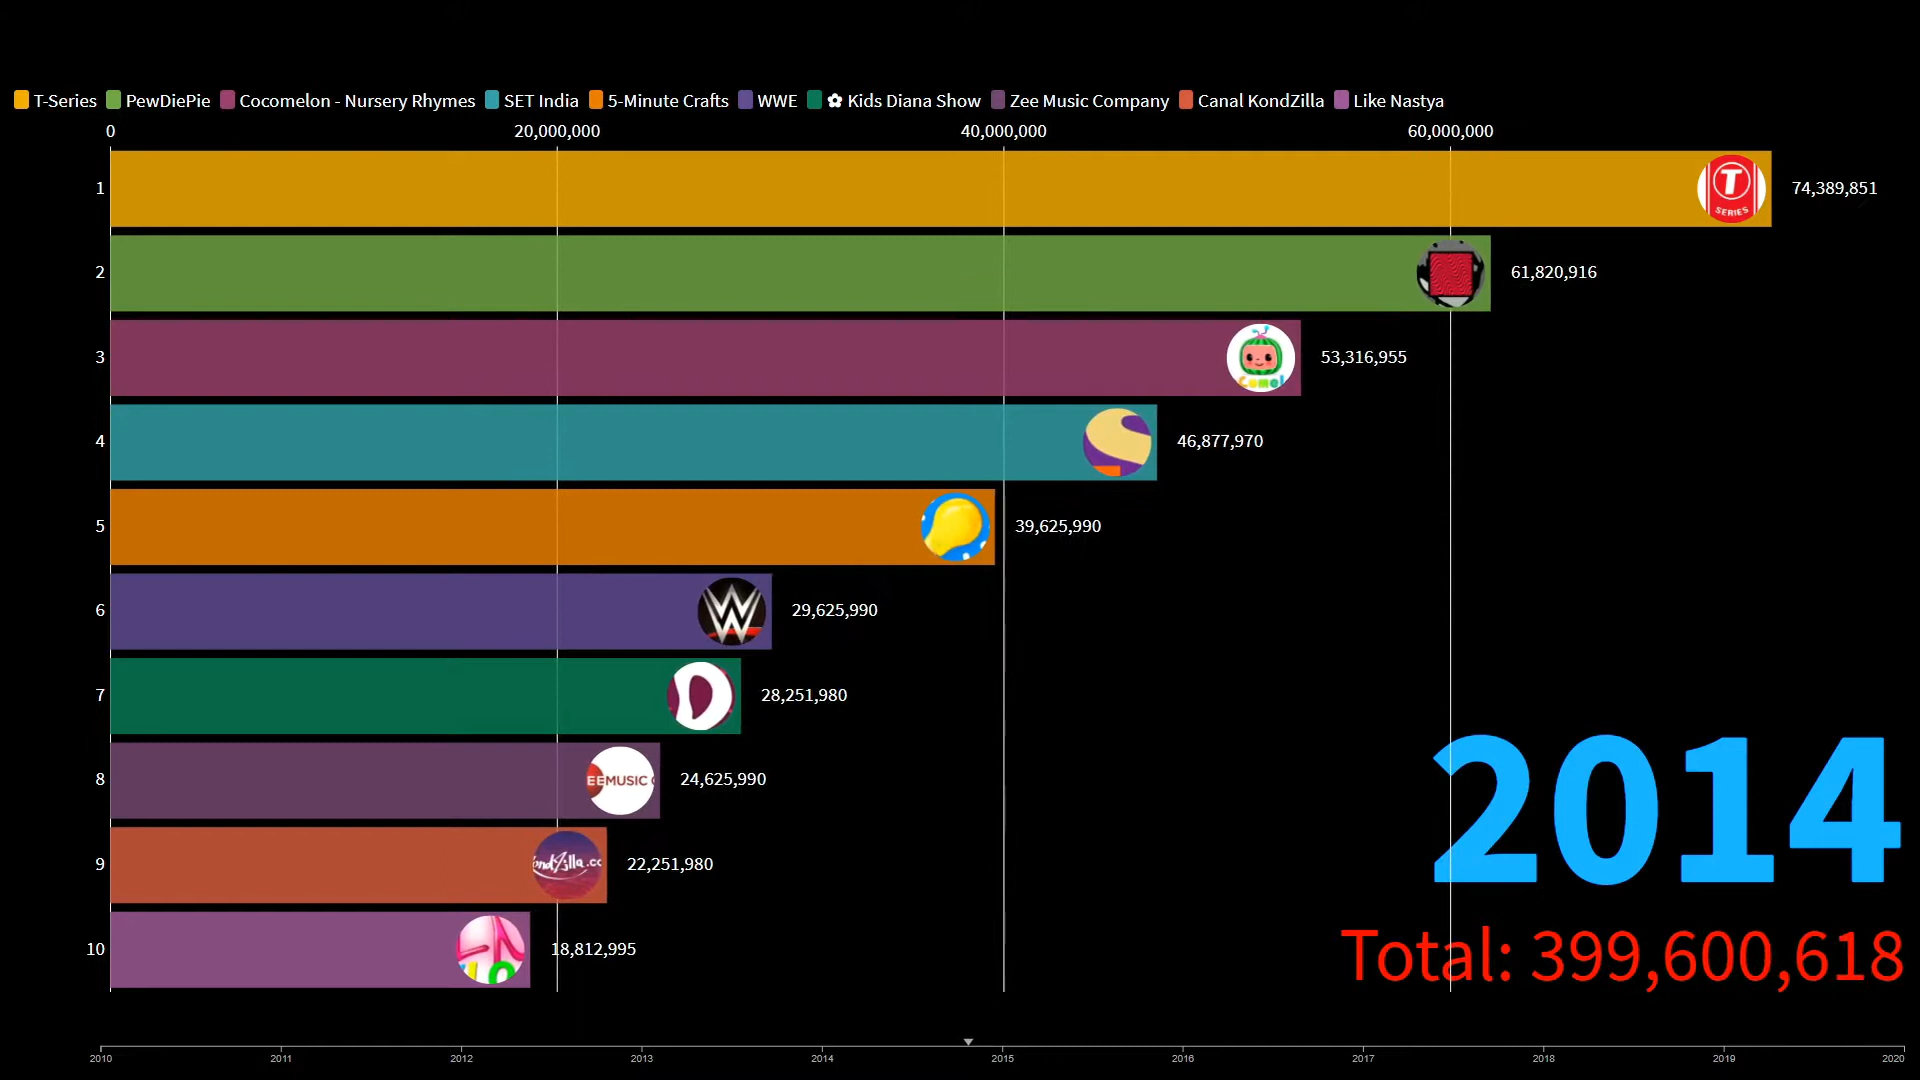 T-Series PewDiePie Cocomelon - Nursery Rhymes SET India 5-Minute Crafts WWE ✿ Kids Diana Show Zee Music Company Canal KondZilla Like Nastya
0 20,000,000 40,000,000 60,000,000
1 T SERIES 74,389,851
2 61,820,916
3 Comel 53,316,955
4 46,877,970
5 39,625,990
6 W 29,625,990
7 28,251,980
8 EEMUSIC 24,625,990
9 ondZilla.cc 22,251,980
10 18,812,995
2014
Total: 399,600,618
2010 2011 2012 2013 2014 2015 2016 2017 2018 2019 2020